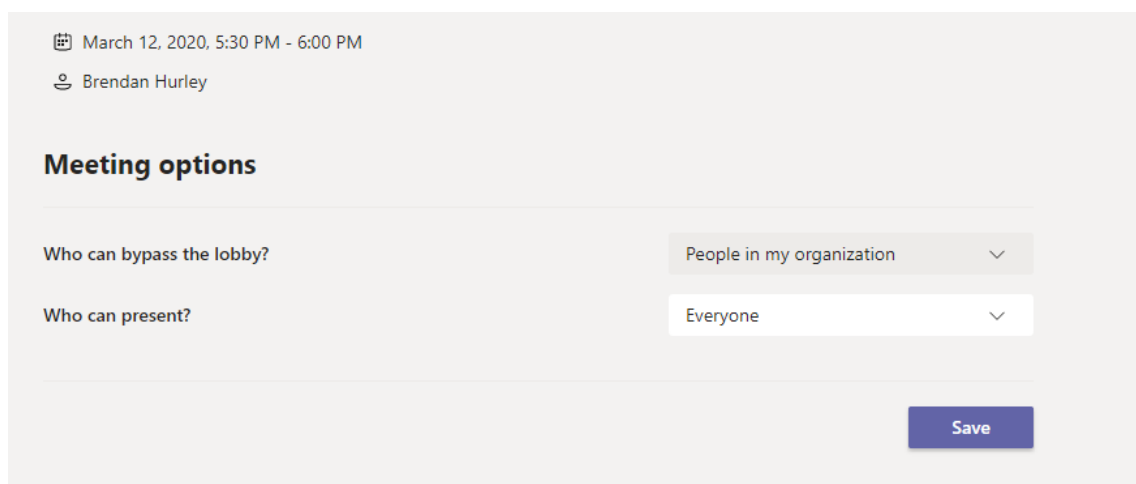 March 12, 2020, 5:30 PM - 6:00 PM
Brendan Hurley
Meeting options
Who can bypass the lobby? People in my organization
Who can present? Everyone
Save